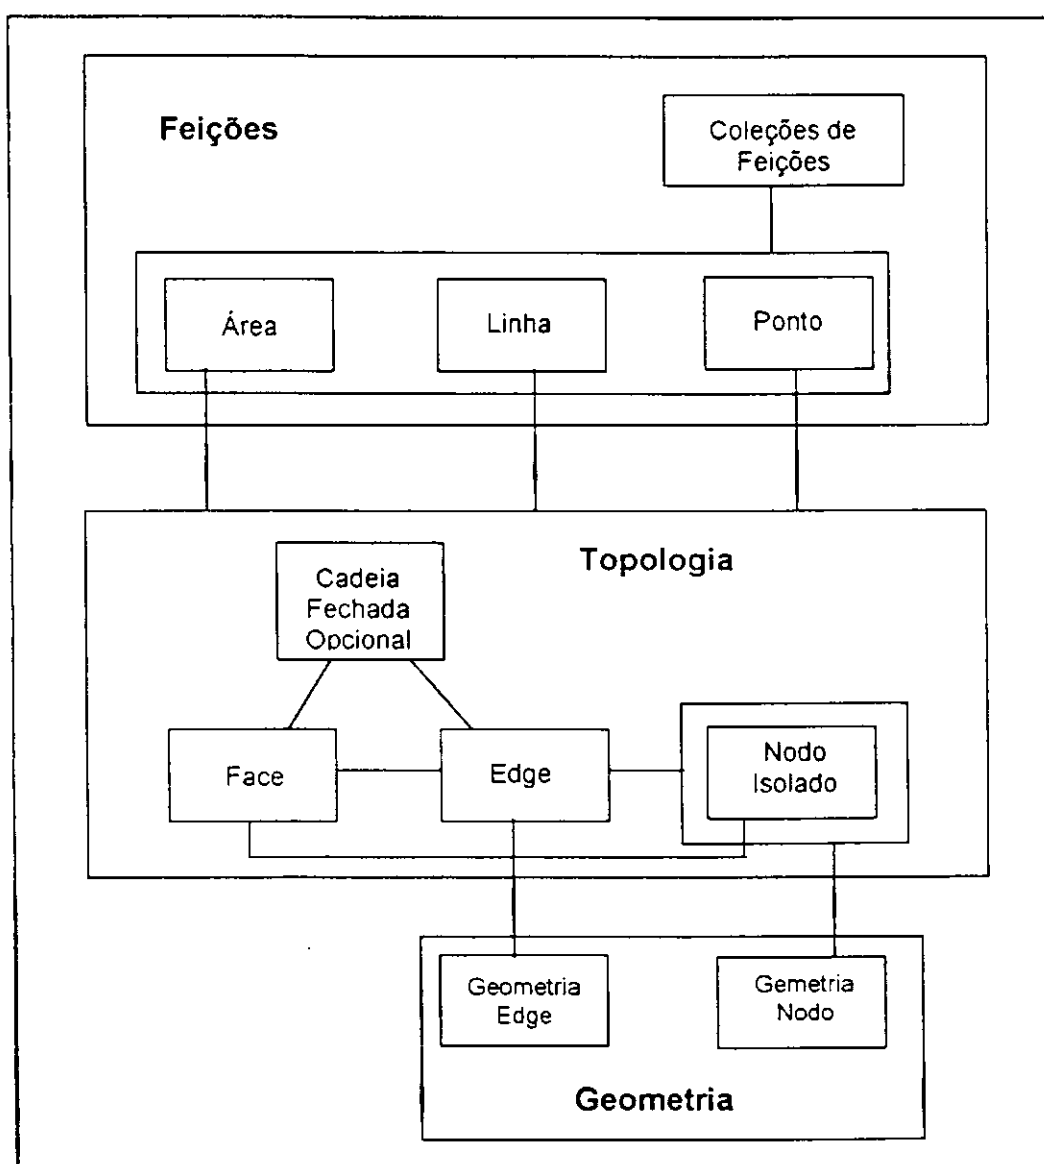 Feições
Coleções de
Feições
Área
Linha
Ponto
Topologia
Cadeia
Fechada
Opcional
Face
Edge
Nodo
Isolado
Geometria
Edge
Gemetria
Nodo
Geometria